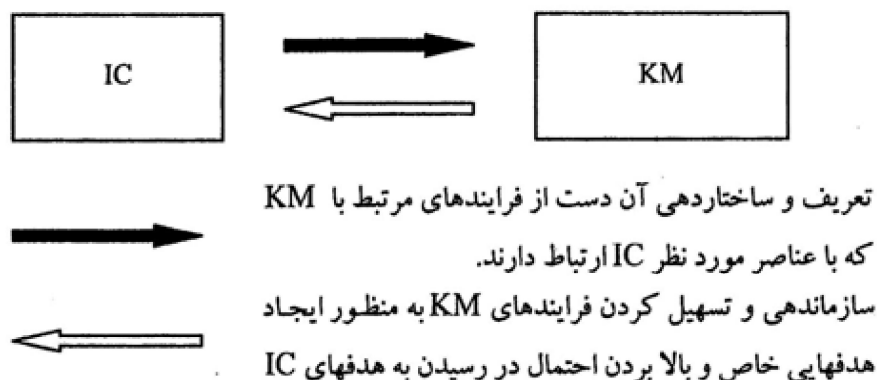 IC
KM
تعریف و ساختاردهی آن دست از فرایندهای مرتبط با KM
که با عناصر مورد نظر IC ارتباط دارند.
سازماندهی و تسهیل کردن فرایندهای KM به منظور ایجاد
هدفهایی خاص و بالا بردن احتمال در رسیدن به هدفهای IC